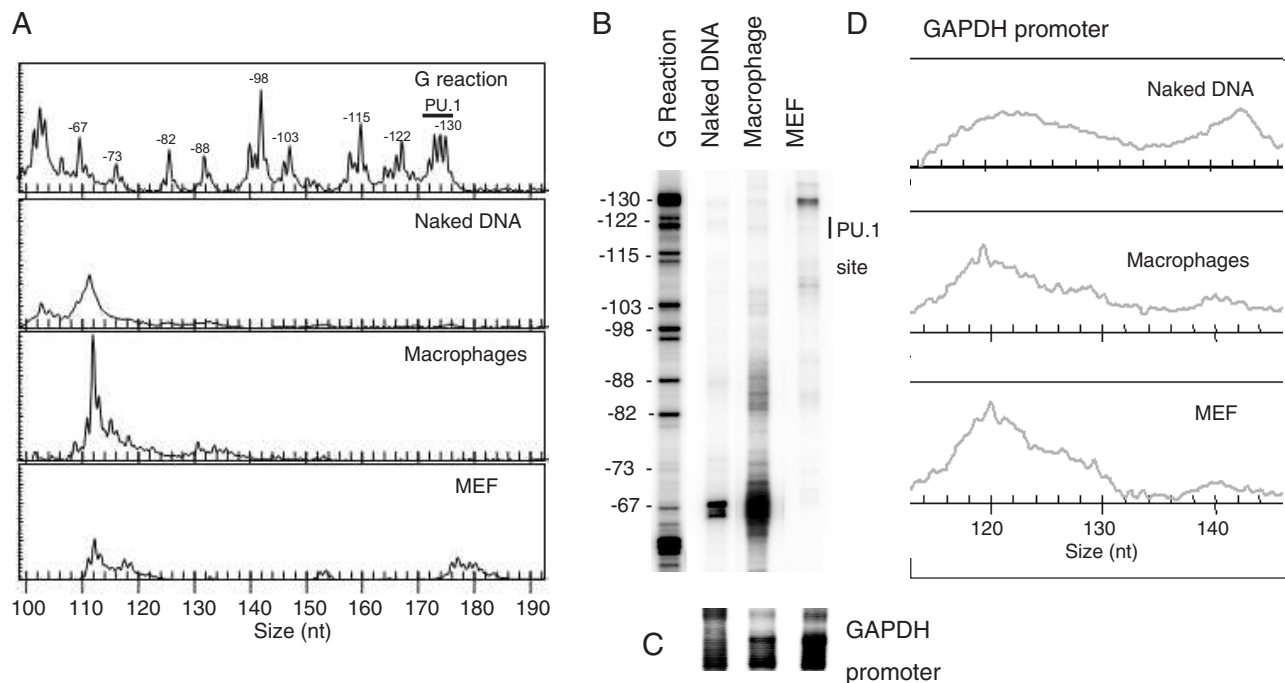 A
G reaction
-98
PU.1
-67
-73
-82
-88
-103
-115
-122
-130
Naked DNA
Macrophages
MEF
100 110 120 130 140 150 160 170 180 190
Size (nt)
B
G Reaction
Naked DNA
Macrophage
MEF
-130 -
-122 -
-115 -
-103 -
-98 -
-88 -
-82 -
-73 -
-67 -
PU.1
site
C
GAPDH
promoter
D
GAPDH promoter
Naked DNA
Macrophages
MEF
120 130 140
Size (nt)